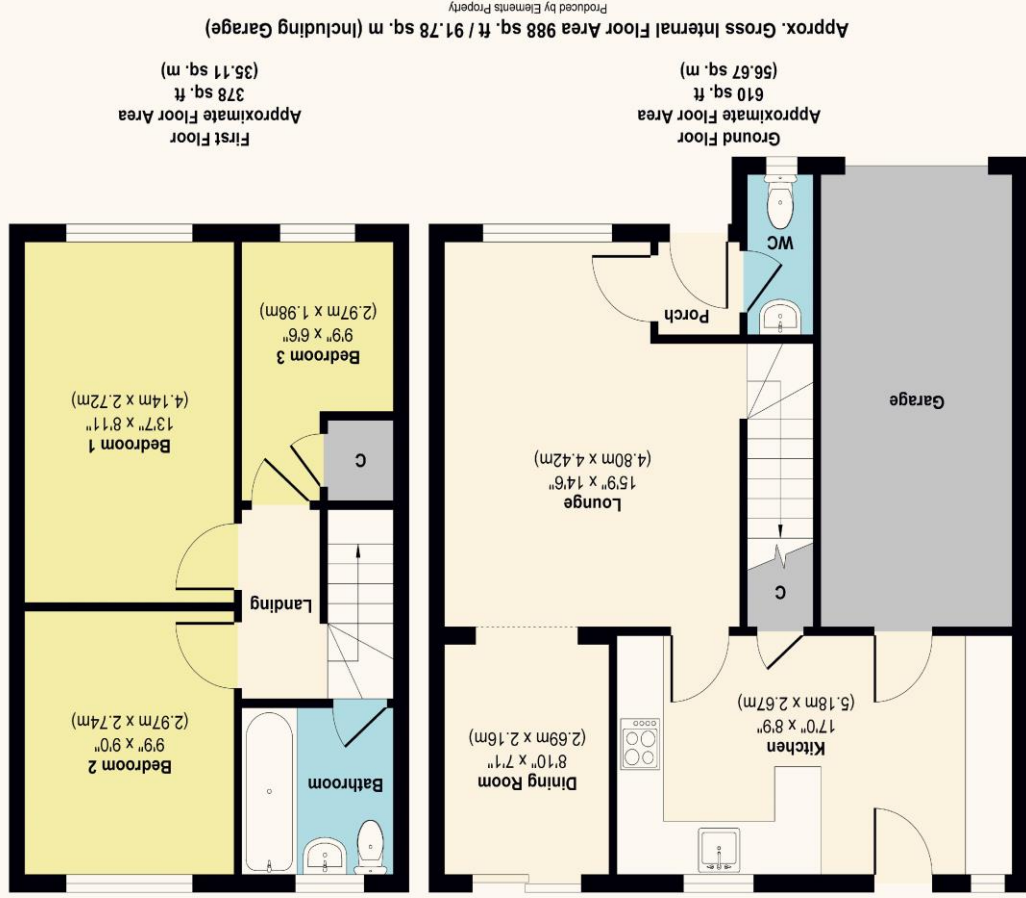 Kitchen
17'0" x 8'9"
(5.18m x 2.67m)
Dining Room
8'10" x 7'1"
(2.69m x 2.16m)
C
Garage
Lounge
15'9" x 14'6"
(4.80m x 4.42m)
Porch
WC
Bathroom
Bedroom 2
9'9" x 9'0"
(2.97m x 2.74m)
Landing
C
Bedroom 1
13'7" x 8'11"
(4.14m x 2.72m)
Bedroom 3
9'9" x 6'6"
(2.97m x 1.98m)
Ground Floor
Approximate Floor Area
610 sq. ft
(56.67 sq. m)
First Floor
Approximate Floor Area
378 sq. ft
(35.11 sq. m)
Approx. Gross Internal Floor Area 988 sq. ft / 91.78 sq. m (Including Garage)
Produced by Elements Property